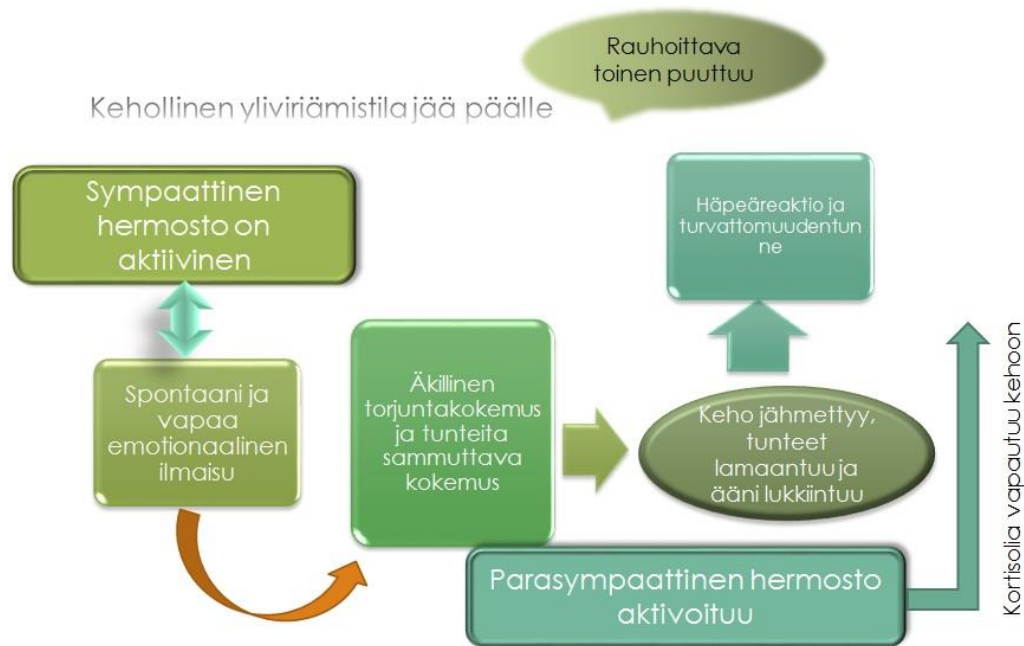 Rauhoittava
toinen puuttuu
Kehollinen yliviriämistila jää päälle
Sympaattinen
hermosto on
aktiivinen
Häpeäreaktio ja
turvattomuudentun
ne
Spontaani ja
vapaa
emotionaalinen
ilmaisu
Äkillinen
torjuntakokemus
ja tunteita
sammuttava
kokemus
Keho jähmettyy,
tunteet
lamaantuu ja
ääni lukkiintuu
Parasympaattinen hermosto
aktivoituu
Kortisolia vapautuu kehoon